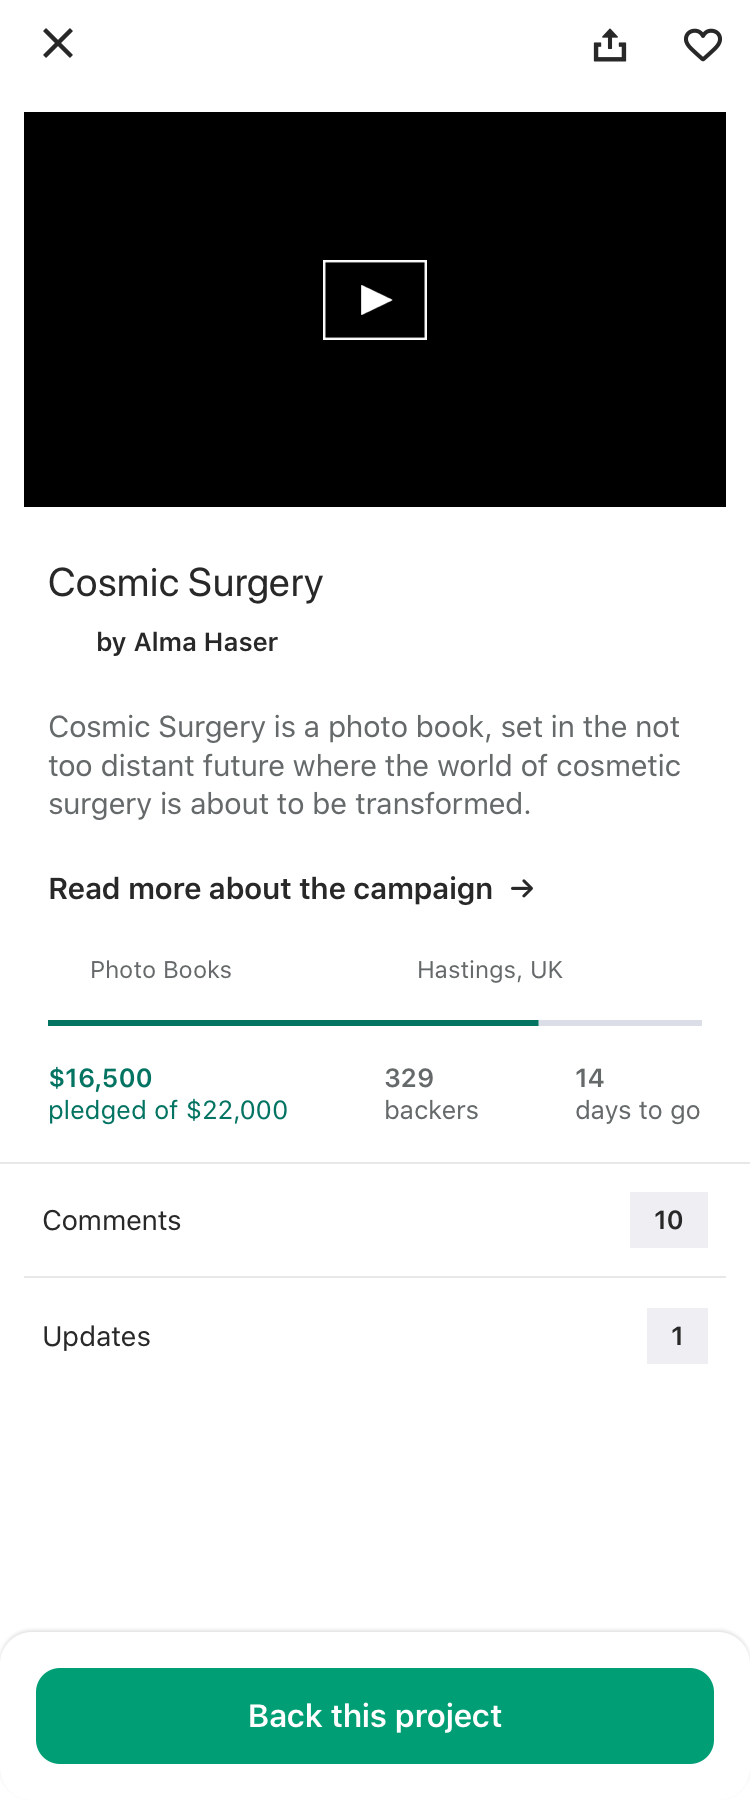 Cosmic Surgery
by Alma Haser
Cosmic Surgery is a photo book, set in the not
too distant future where the world of cosmetic
surgery is about to be transformed.
Read more about the campaign →
Photo Books
Hastings, UK
$16,500
pledged of $22,000
329
backers
14
days to go
Comments
10
Updates
1
Back this project